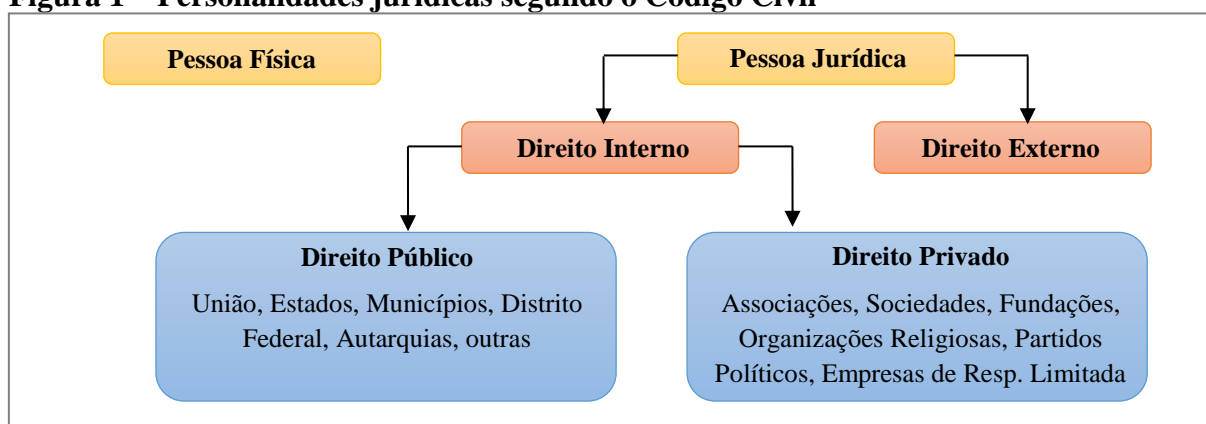 Figura 1 – Personalidades jurídicas segundo o Código Civil
Pessoa Física
Pessoa Jurídica
Direito Interno
Direito Externo
Direito Público
União, Estados, Municípios, Distrito
Federal, Autarquias, outras
Direito Privado
Associações, Sociedades, Fundações,
Organizações Religiosas, Partidos
Políticos, Empresas de Resp. Limitada